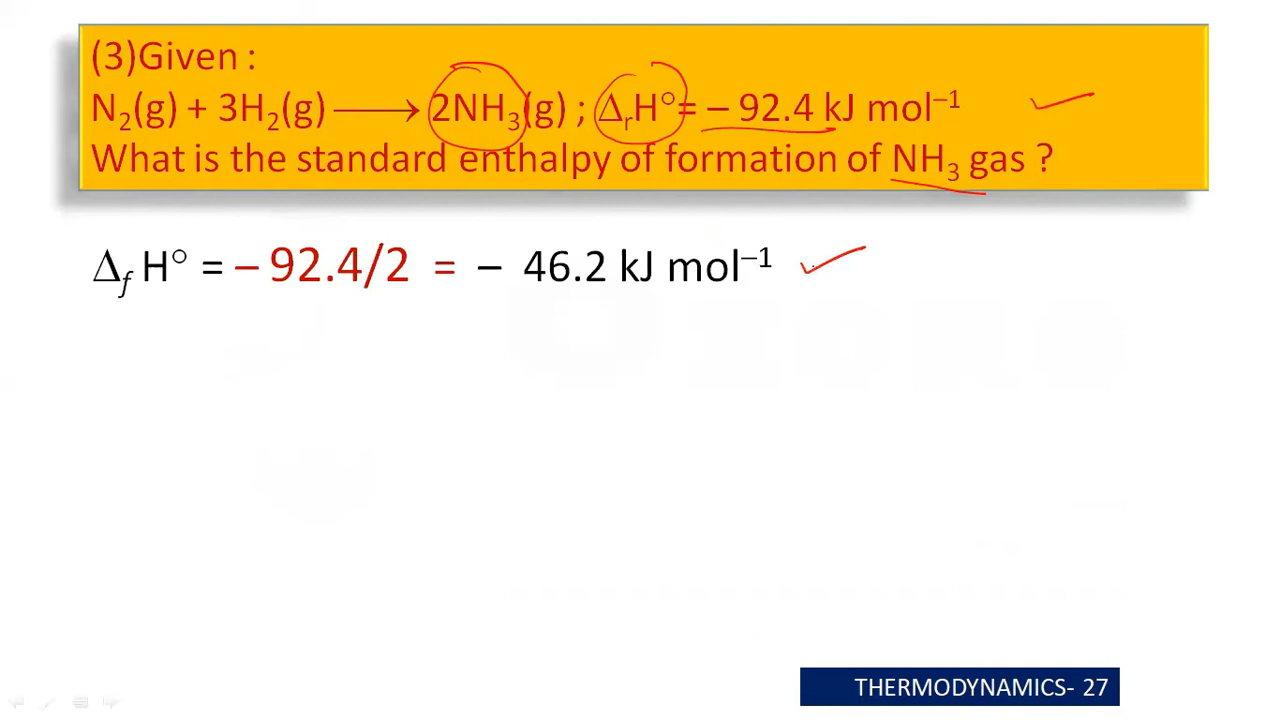 (3)Given :
N₂(g) + 3H₂(g) ⟶ 2NH₃(g) ; ΔᵣH° = – 92.4 kJ mol⁻¹
What is the standard enthalpy of formation of NH₃ gas ?
Δf H° = – 92.4/2 = – 46.2 kJ mol⁻¹
THERMODYNAMICS- 27